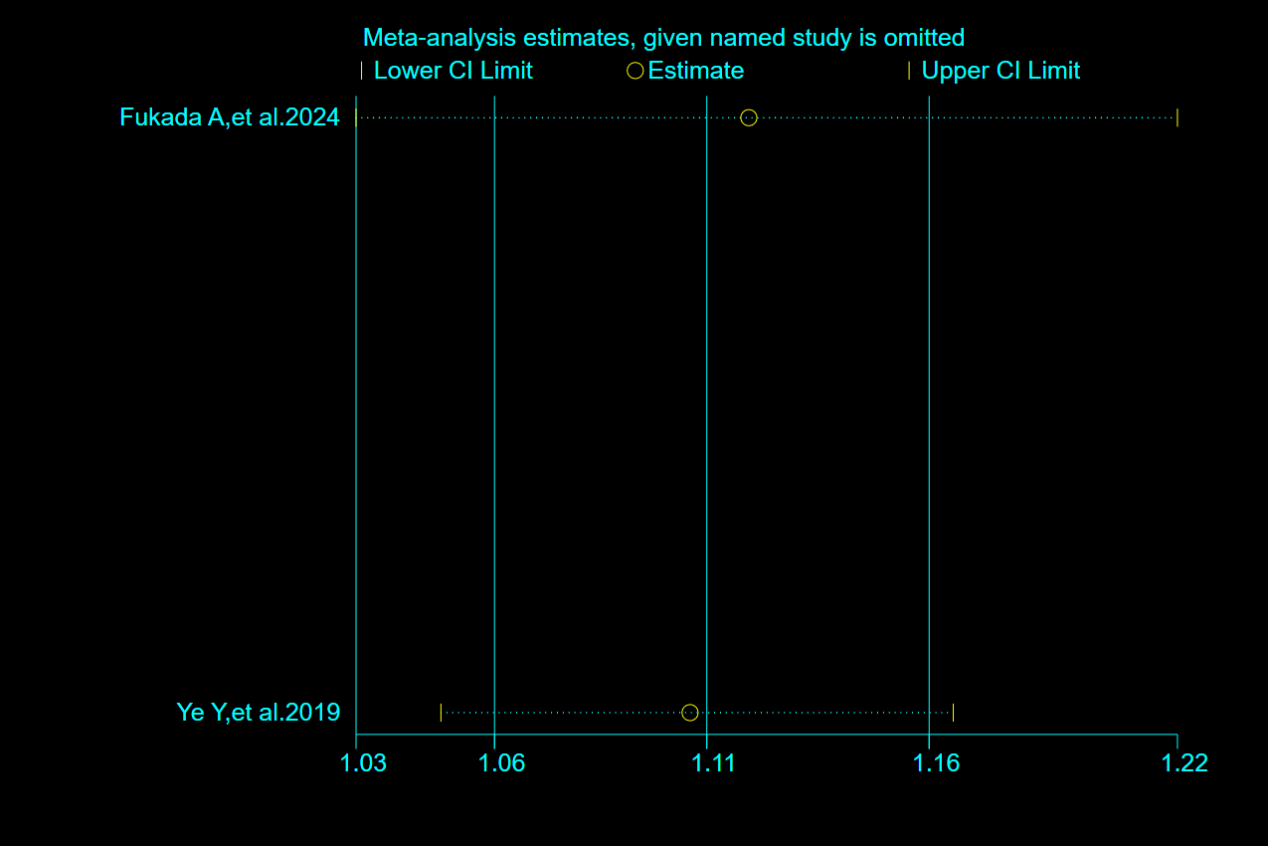 Meta-analysis estimates, given named study is omitted
Lower CI Limit Estimate Upper CI Limit
Fukada A,et al.2024
Ye Y,et al.2019
1.03 1.06 1.11 1.16 1.22